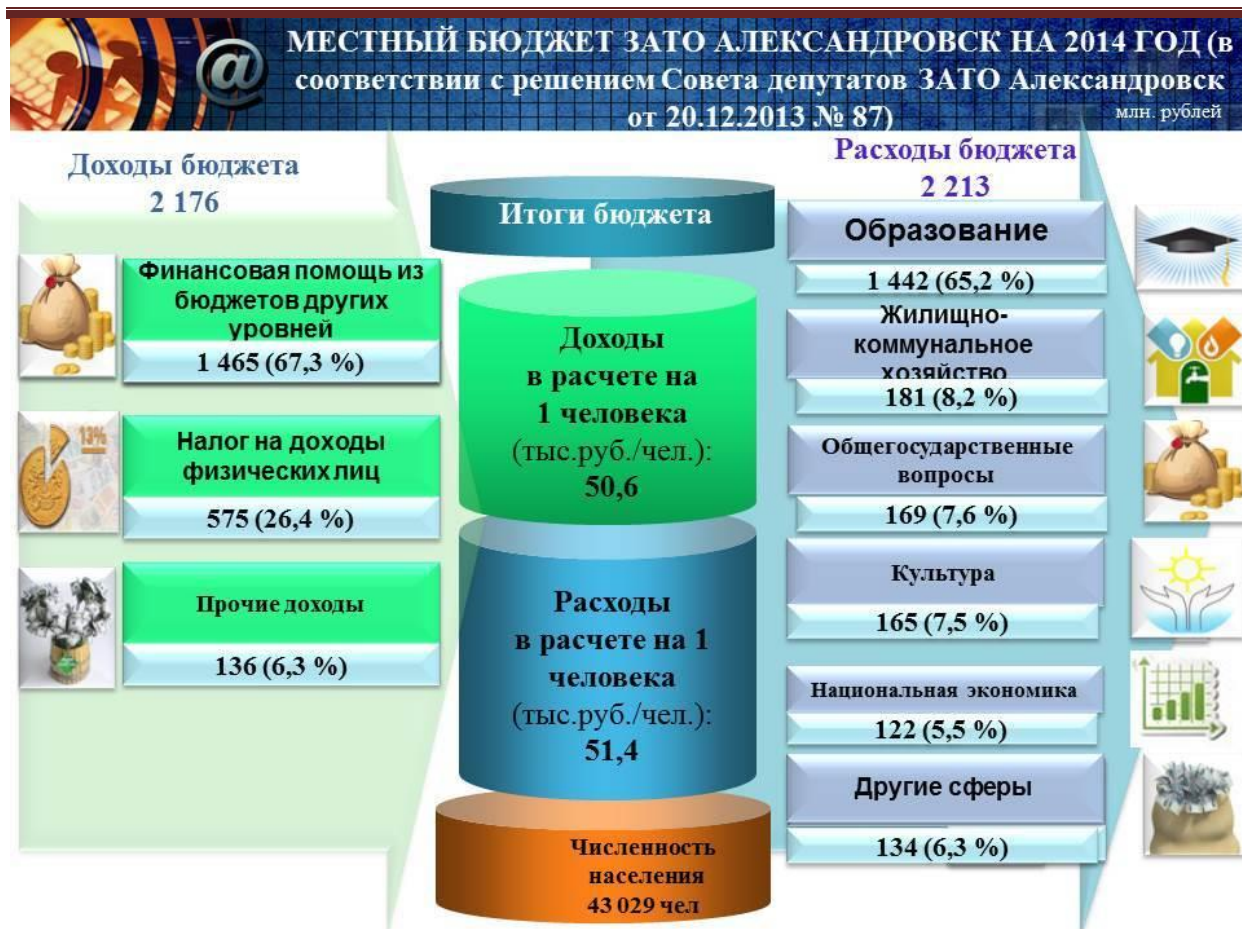 МЕСТНЫЙ БЮДЖЕТ ЗАТО АЛЕКСАНДРОВСК НА 2014 ГОД (в
соответствии с решением Совета депутатов ЗАТО Александровск
от 20.12.2013 № 87)
млн. рублей
Доходы бюджета
2 176
Финансовая помощь из
бюджетов других
уровней
1 465 (67,3 %)
13%
Налог на доходы
физических лиц
575 (26,4 %)
Прочие доходы
136 (6,3 %)
Итоги бюджета
Доходы
в расчете на
1 человека
(тыс.руб./чел.):
50,6
Расходы
в расчете на 1
человека
(тыс.руб./чел.):
51,4
Численность
населения
43 029 чел
Расходы бюджета
2 213
Образование
1 442 (65,2 %)
Жилищно-
коммунальное
хозяйство
181 (8,2 %)
Общегосударственные
вопросы
169 (7,6 %)
Культура
165 (7,5 %)
Национальная экономика
122 (5,5 %)
Другие сферы
134 (6,3 %)